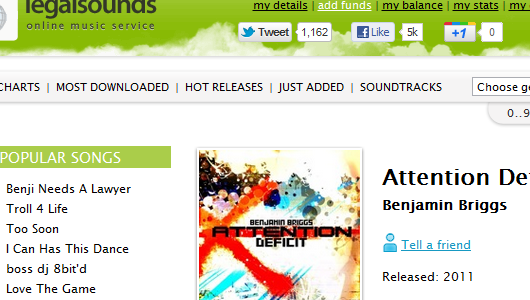 legalsounds
online music service
my details | add funds | my balance | my stats | my
Tweet 1,162 Like 5k +1 0
CHARTS | MOST DOWNLOADED | HOT RELEASES | JUST ADDED | SOUNDTRACKS
Choose ge
0..9
POPULAR SONGS
Benji Needs A Lawyer
Troll 4 Life
Too Soon
I Can Has This Dance
boss dj 8bit'd
Love The Game
BENJAMIN BRIGGS
ATTENTION
DEFICIT
Attention De
Benjamin Briggs
Tell a friend
Released: 2011